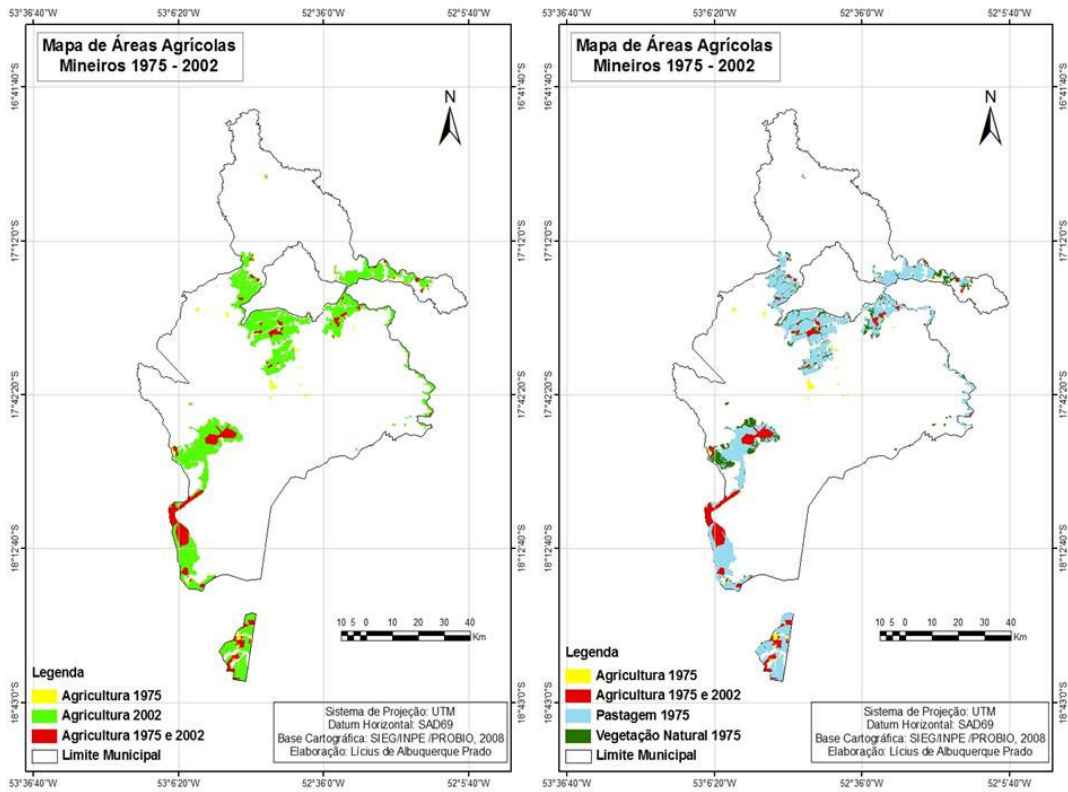 53°36'40"W 53°6'20"W 52°36'0"W 52°5'40"W
Mapa de Áreas Agrícolas
Mineiros 1975 - 2002
N
16°41'40"S
17°12'0"S
17°42'20"S
18°12'40"S
18°43'0"S
10 5 0 10 20 30 40
Km
Legenda
Agricultura 1975
Agricultura 2002
Agricultura 1975 e 2002
Limite Municipal
Sistema de Projeção: UTM
Datum Horizontal: SAD69
Base Cartográfica: SIEG/INPE /PROBIO, 2008
Elaboração: Lícius de Albuquerque Prado
53°36'40"W 53°6'20"W 52°36'0"W 52°5'40"W
53°36'40"W 53°6'20"W 52°36'0"W 52°5'40"W
Mapa de Áreas Agrícolas
Mineiros 1975 - 2002
N
16°41'40"S 16°41'40"S
17°12'0"S 17°12'0"S
17°42'20"S 17°42'20"S
18°12'40"S 18°12'40"S
18°43'0"S 18°43'0"S
10 5 0 10 20 30 40
Km
Legenda
Agricultura 1975
Agricultura 1975 e 2002
Pastagem 1975
Vegetação Natural 1975
Limite Municipal
Sistema de Projeção: UTM
Datum Horizontal: SAD69
Base Cartográfica: SIEG/INPE /PROBIO, 2008
Elaboração: Lícius de Albuquerque Prado
53°36'40"W 53°6'20"W 52°36'0"W 52°5'40"W